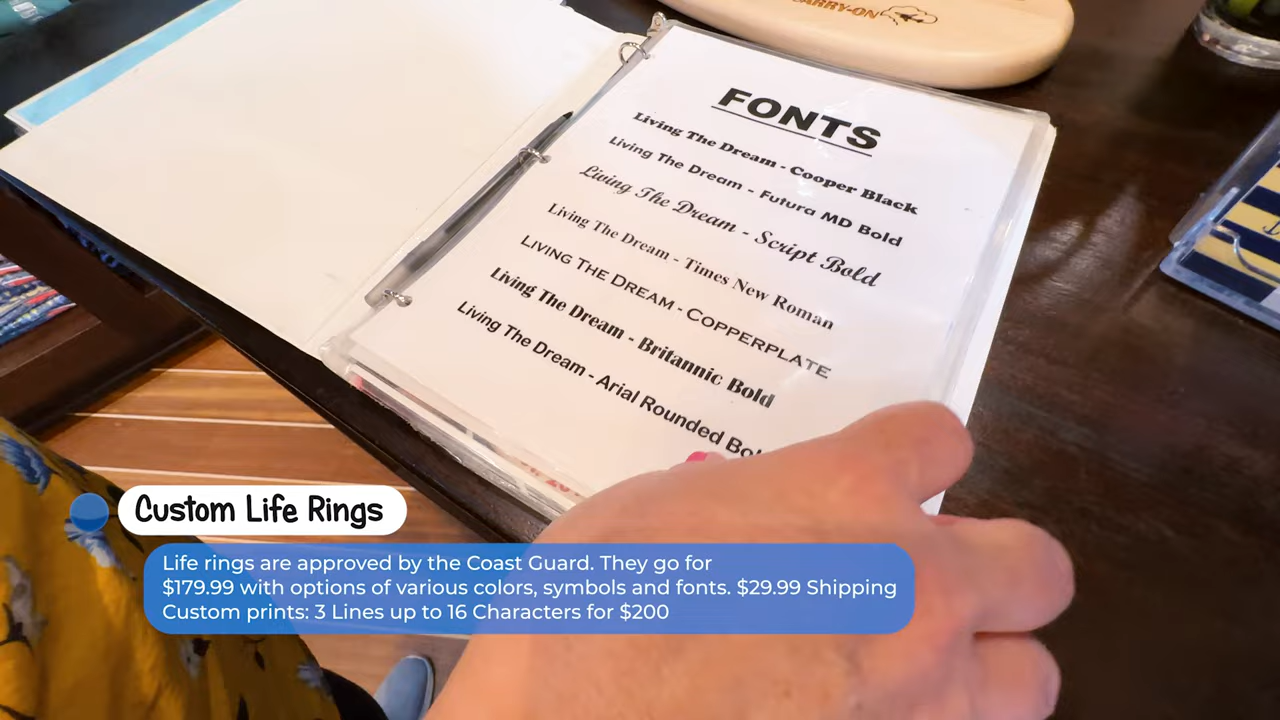 CARRY-ON
FONTS
Living The Dream - Cooper Black
Living The Dream - Futura MD Bold
Living The Dream - Script Bold
Living The Dream - Times New Roman
LIVING THE DREAM - COPPERPLATE
Living The Dream - Britannic Bold
Living The Dream - Arial Rounded
Custom Life Rings
Life rings are approved by the Coast Guard. They go for
$179.99 with options of various colors, symbols and fonts. $29.99 Shipping
Custom prints: 3 Lines up to 16 Characters for $200